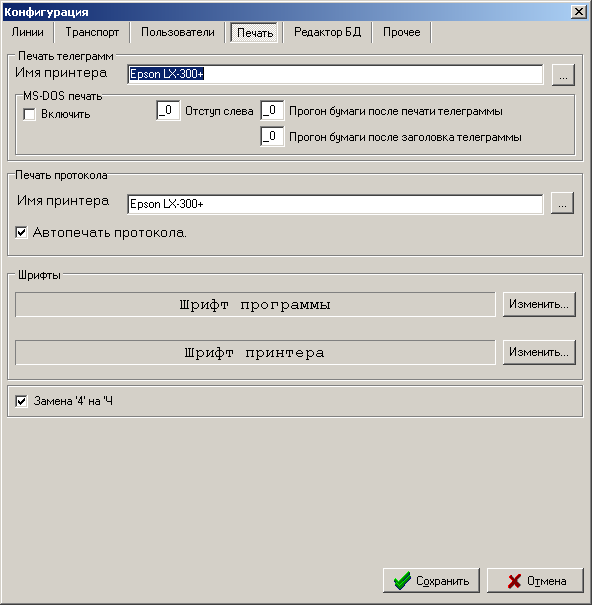 Конфигурация
Линии Транспорт Пользователи Печать Редактор БД Прочее
Печать телеграмм
Имя принтера Epson LX-300+ ...
MS-DOS печать
Включить _0 Отступ слева _0 Прогон бумаги после печати телеграммы
_0 Прогон бумаги после заголовка телеграммы
Печать протокола
Имя принтера Epson LX-300+ ...
Автопечать протокола.
Шрифты
Шрифт программы Изменить...
Шрифт принтера Изменить...
Замена '4' на 'Ч
Сохранить Отмена